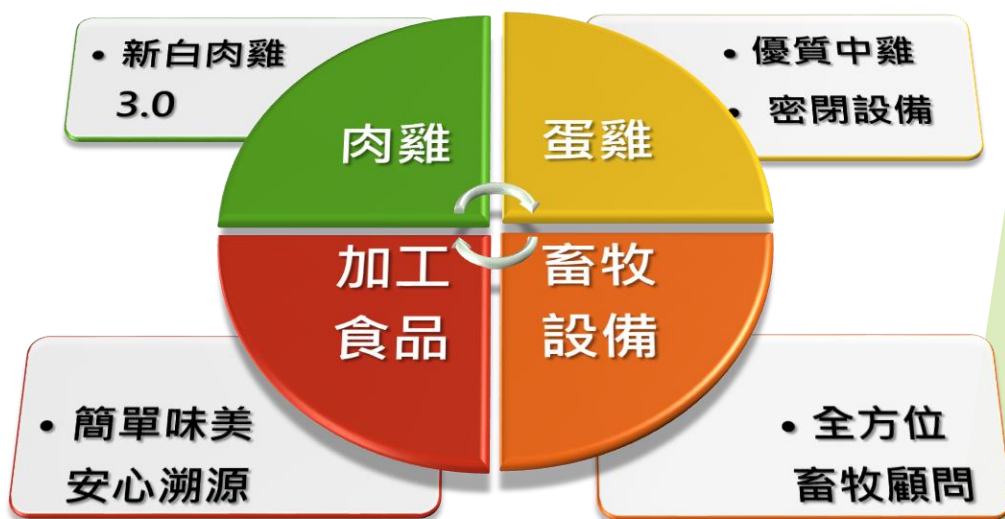 • 新白肉雞
3.0
• 優質中雞
• 密閉設備
肉雞
蛋雞
加工
食品
畜牧
設備
• 簡單味美
安心溯源
• 全方位
畜牧顧問